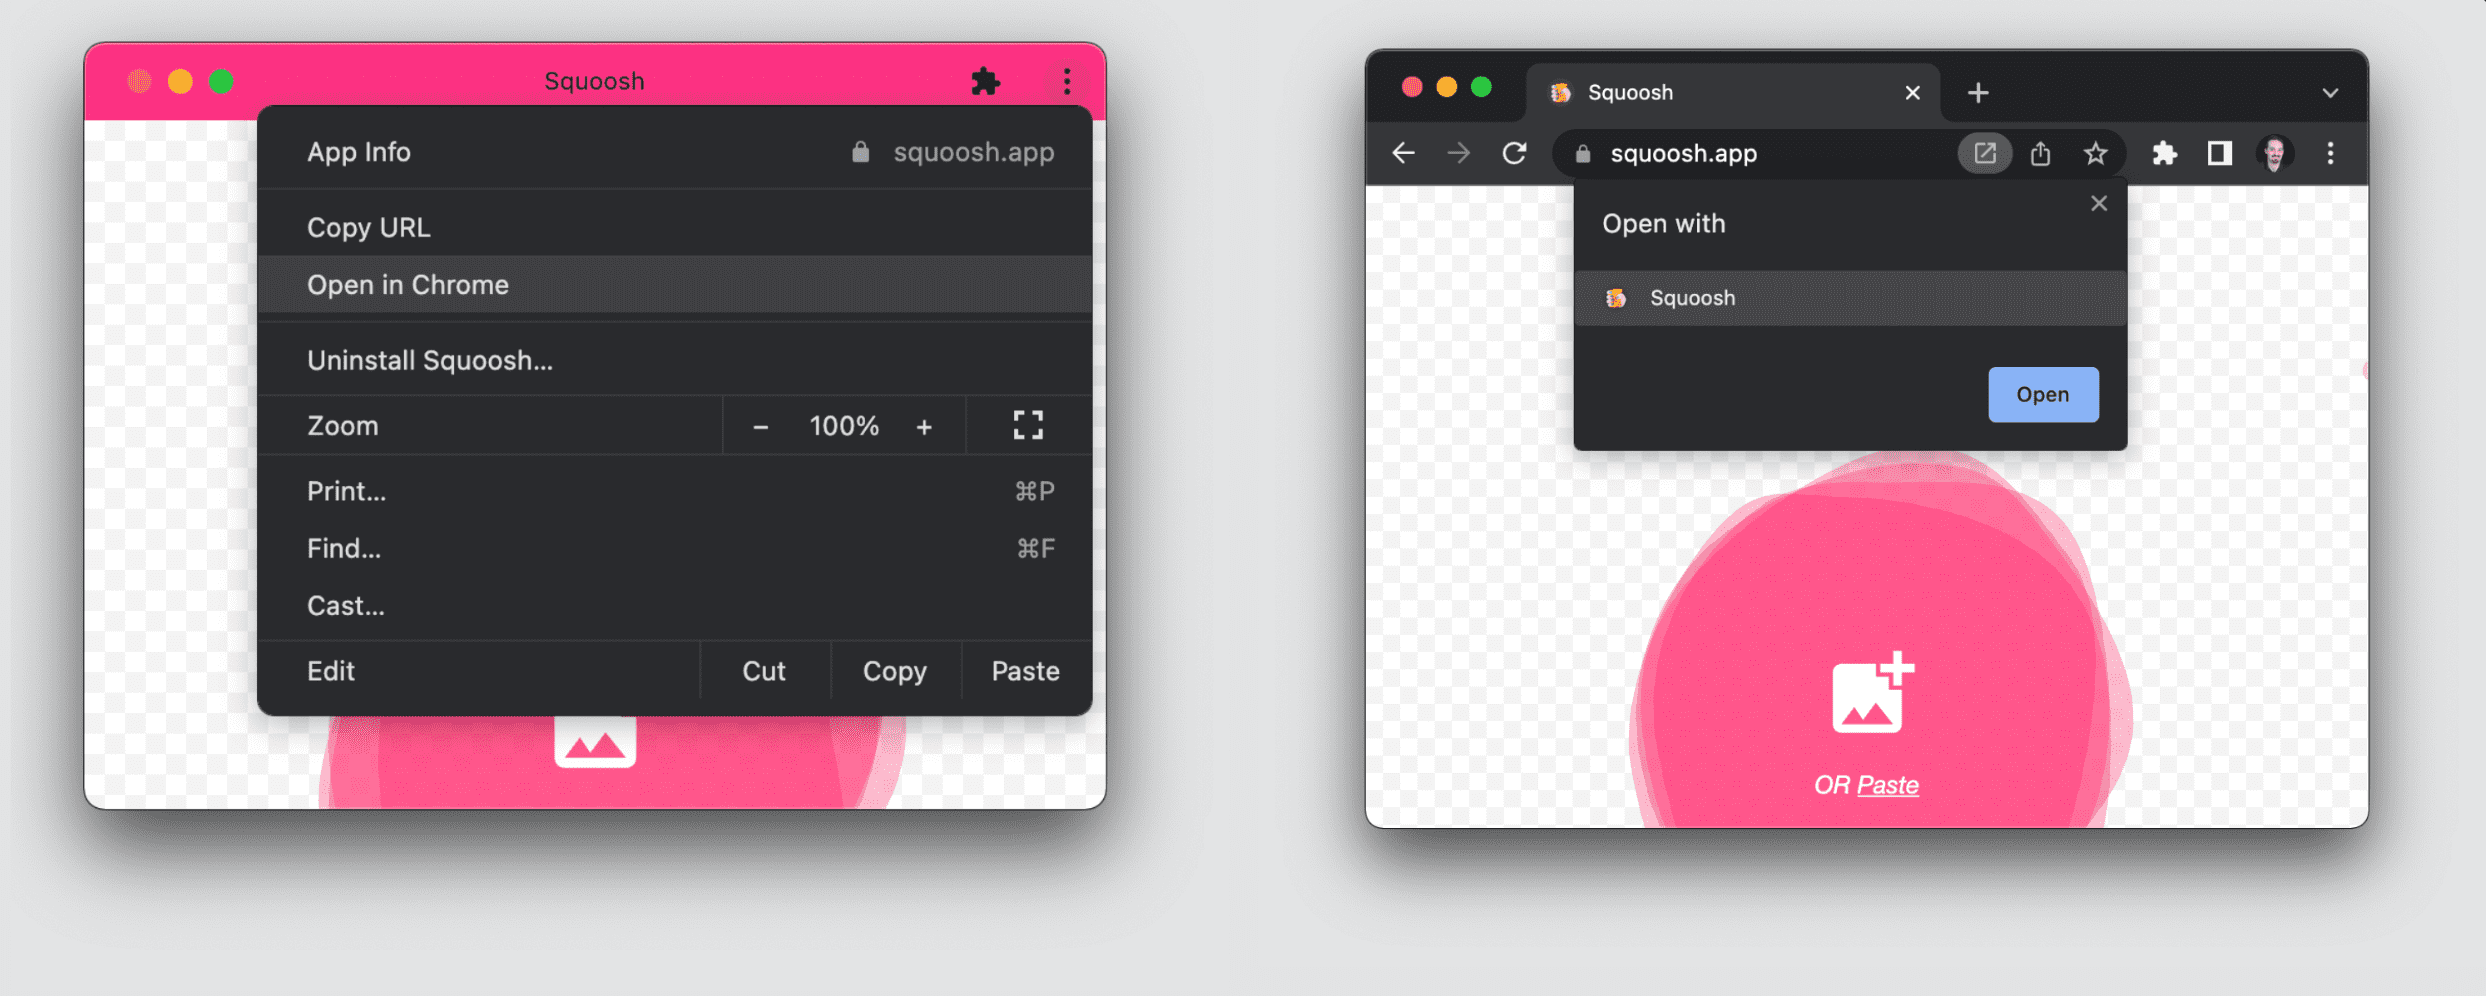 Squoosh
App Info squoosh.app
Copy URL
Open in Chrome
Uninstall Squoosh...
Zoom − 100% +
Print... ⌘P
Find... ⌘F
Cast...
Edit Cut Copy Paste
Squoosh
squoosh.app
Open with
Squoosh
Open
OR Paste